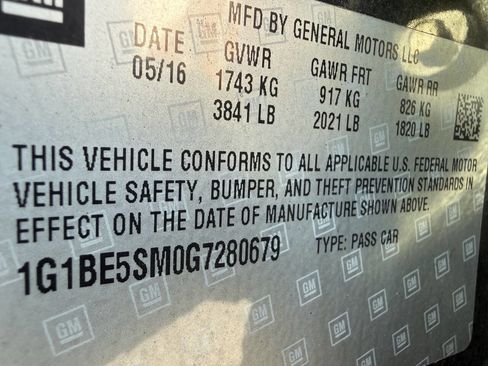 GM
MFD BY GENERAL MOTORS LLC
DATE GVWR GAWR FRT GAWR RR
05/16 1743 KG 917 KG 826 KG
3841 LB 2021 LB 1820 LB
THIS VEHICLE CONFORMS TO ALL APPLICABLE U.S. FEDERAL MOTOR
VEHICLE SAFETY, BUMPER, AND THEFT PREVENTION STANDARDS IN
EFFECT ON THE DATE OF MANUFACTURE SHOWN ABOVE.
1G1BE5SM0G7280679 TYPE: PASS CAR